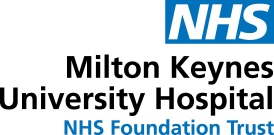 NHS
Milton Keynes
University Hospital
NHS Foundation Trust